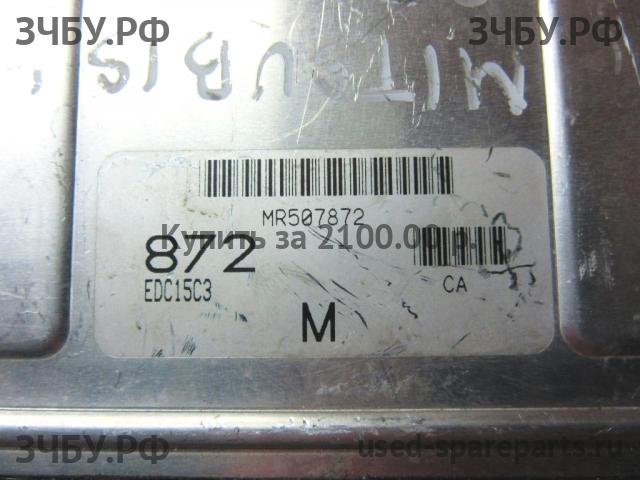 ЗЧБУ.РФ ЗЧБУ.РФ
MITSUBIS
MR507872
Купить за 2100.00 р.
872
EDC15C3
CA
M
ЗЧБУ.РФ used-spareparts.ru